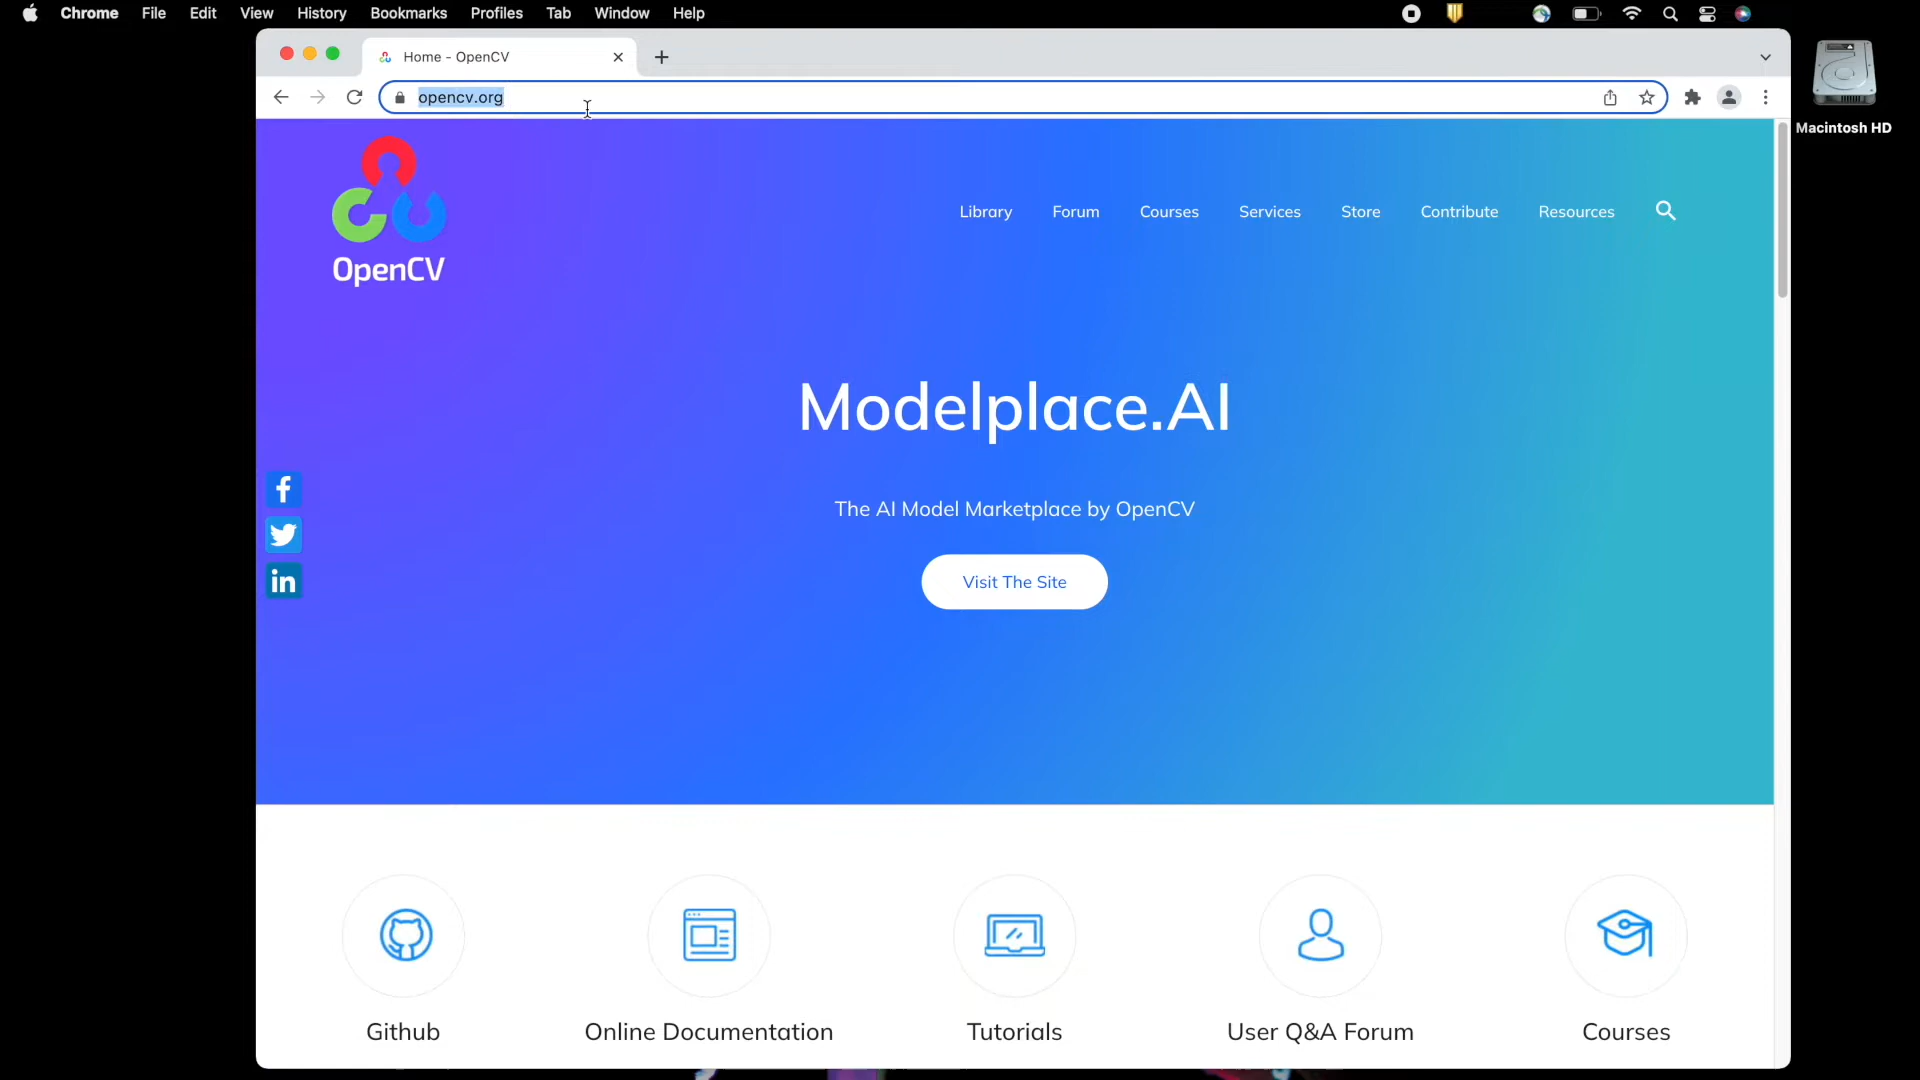 Chrome File Edit View History Bookmarks Profiles Tab Window Help
Home - OpenCV
opencv.org
Macintosh HD
OpenCV
Library Forum Courses Services Store Contribute Resources
Modelplace.AI
The AI Model Marketplace by OpenCV
Visit The Site
Github Online Documentation Tutorials User Q&A Forum Courses